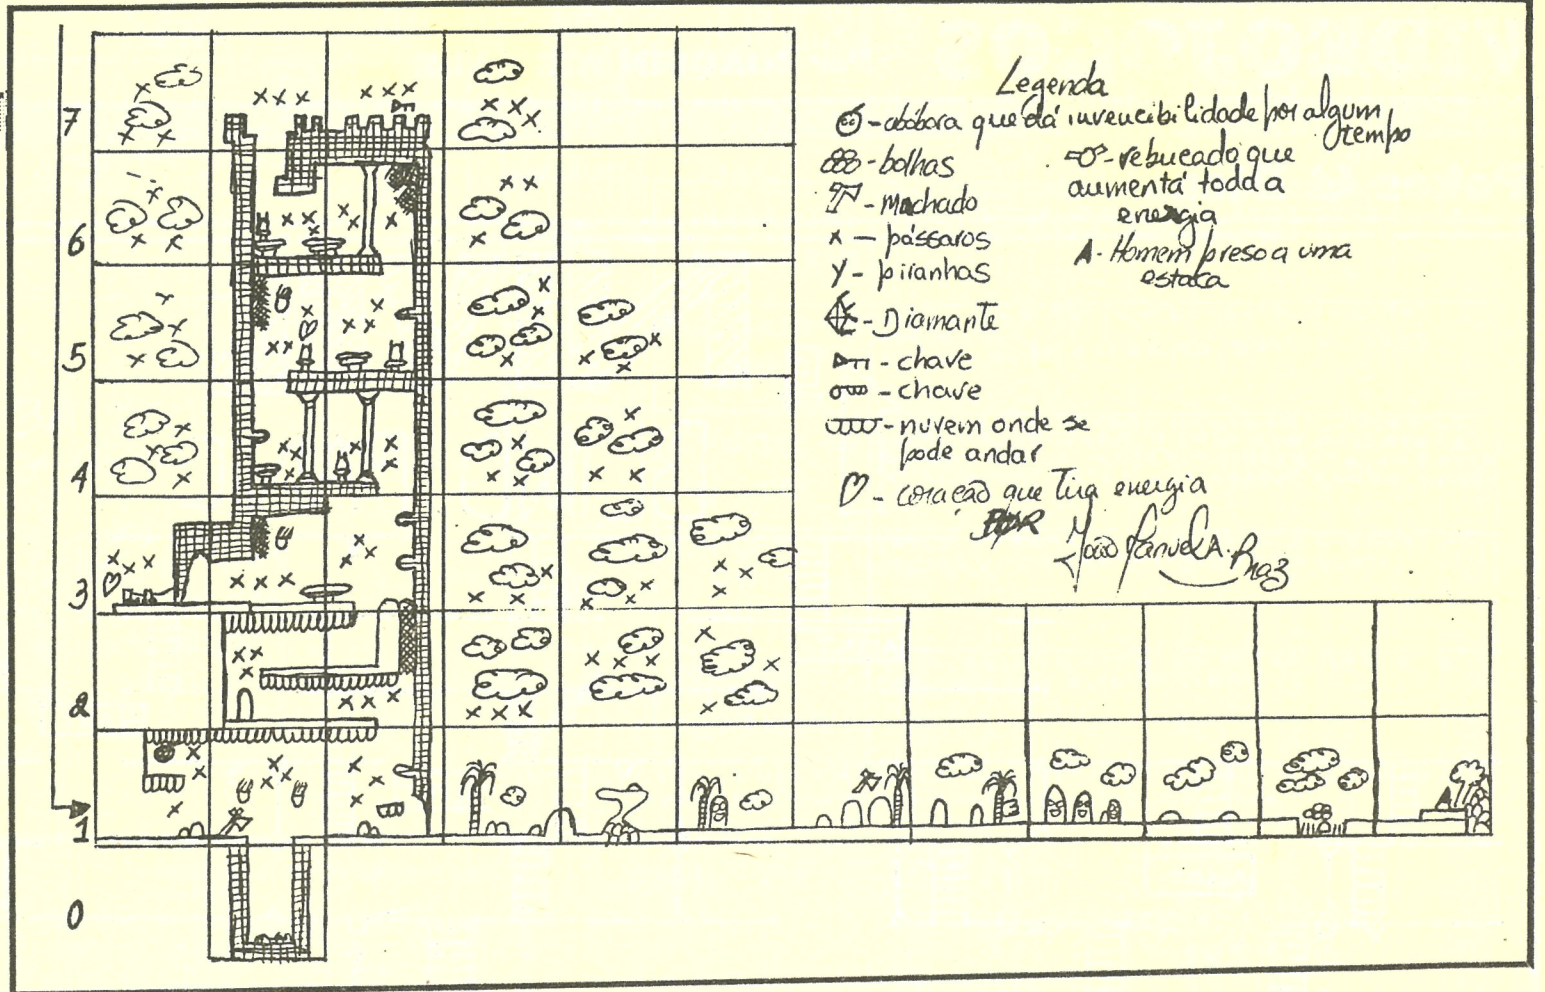 7
6
5
4
3
2
1
0
Legenda
- abóbora que dá invencibilidade por algum tempo
- bolhas
- rebuçado que
aumenta toda a
energia
- Machado
x - pássaros
- Homem preso a uma
estaca
Y - piranhas
- Diamante
- chave
- chave
- nuvem onde se
pode andar
- coração que tira energia
POR
João